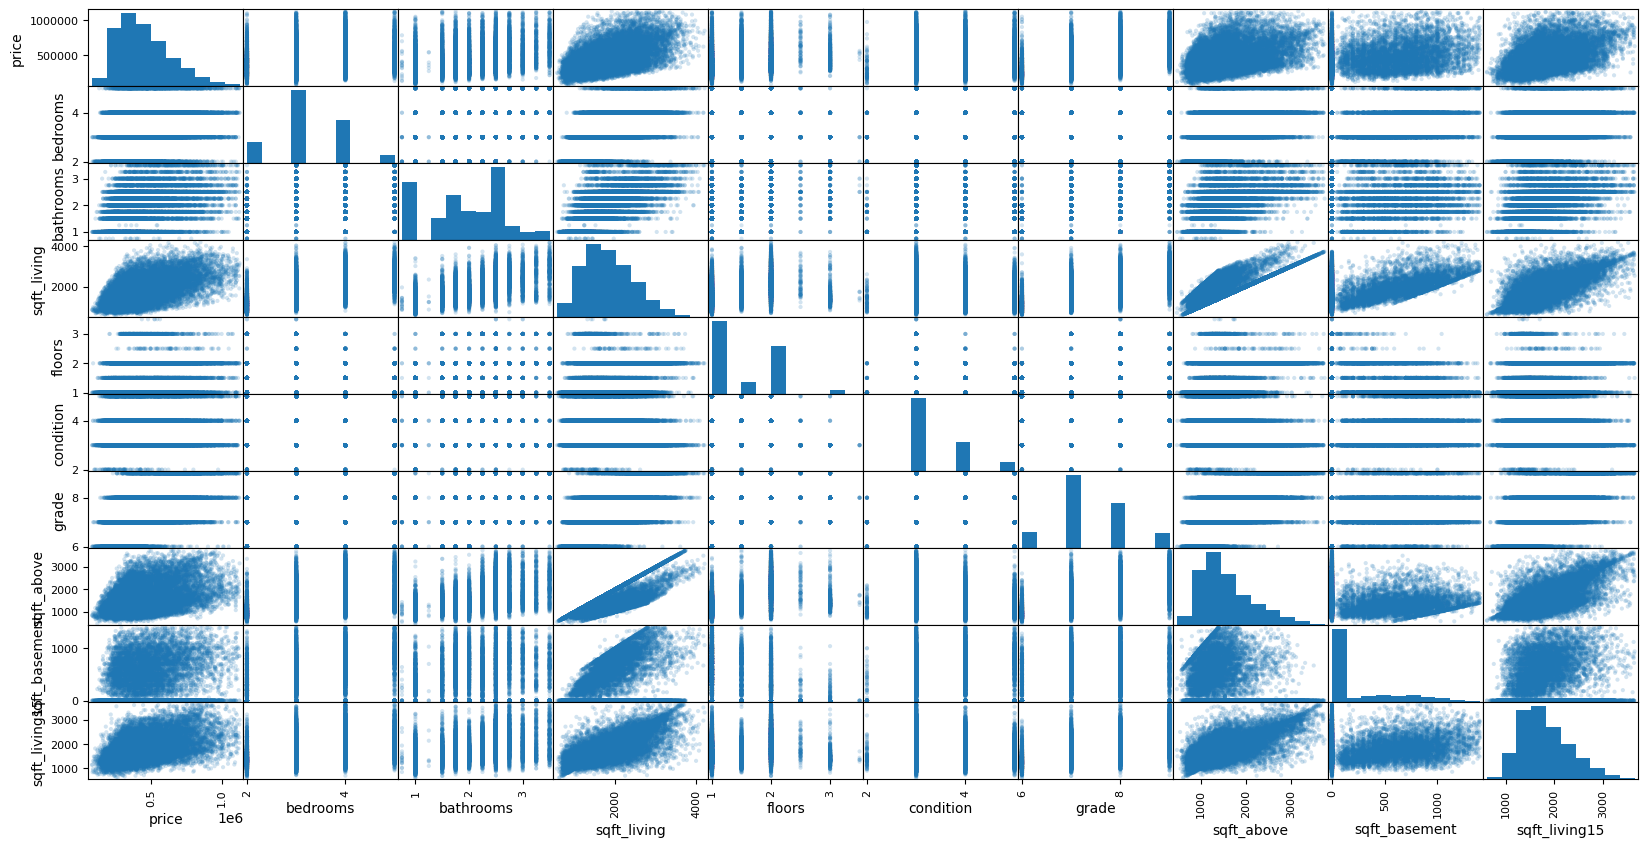 price
1000000
500000
bedrooms
4
2
bathrooms
3
2
1
sqft_living
4000
2000
floors
3
2
1
condition
4
2
grade
8
6
sqft_above
3000
2000
1000
sqft_basement
1000
0
sqft_living15
3000
2000
1000
0.5 1.0 2 4 1 2 3 2000 4000 1 2 3 2 4 6 8 1000 2000 3000 0 500 1000 1000 2000 3000
1e6
price bedrooms bathrooms sqft_living floors condition grade sqft_above sqft_basement sqft_living15